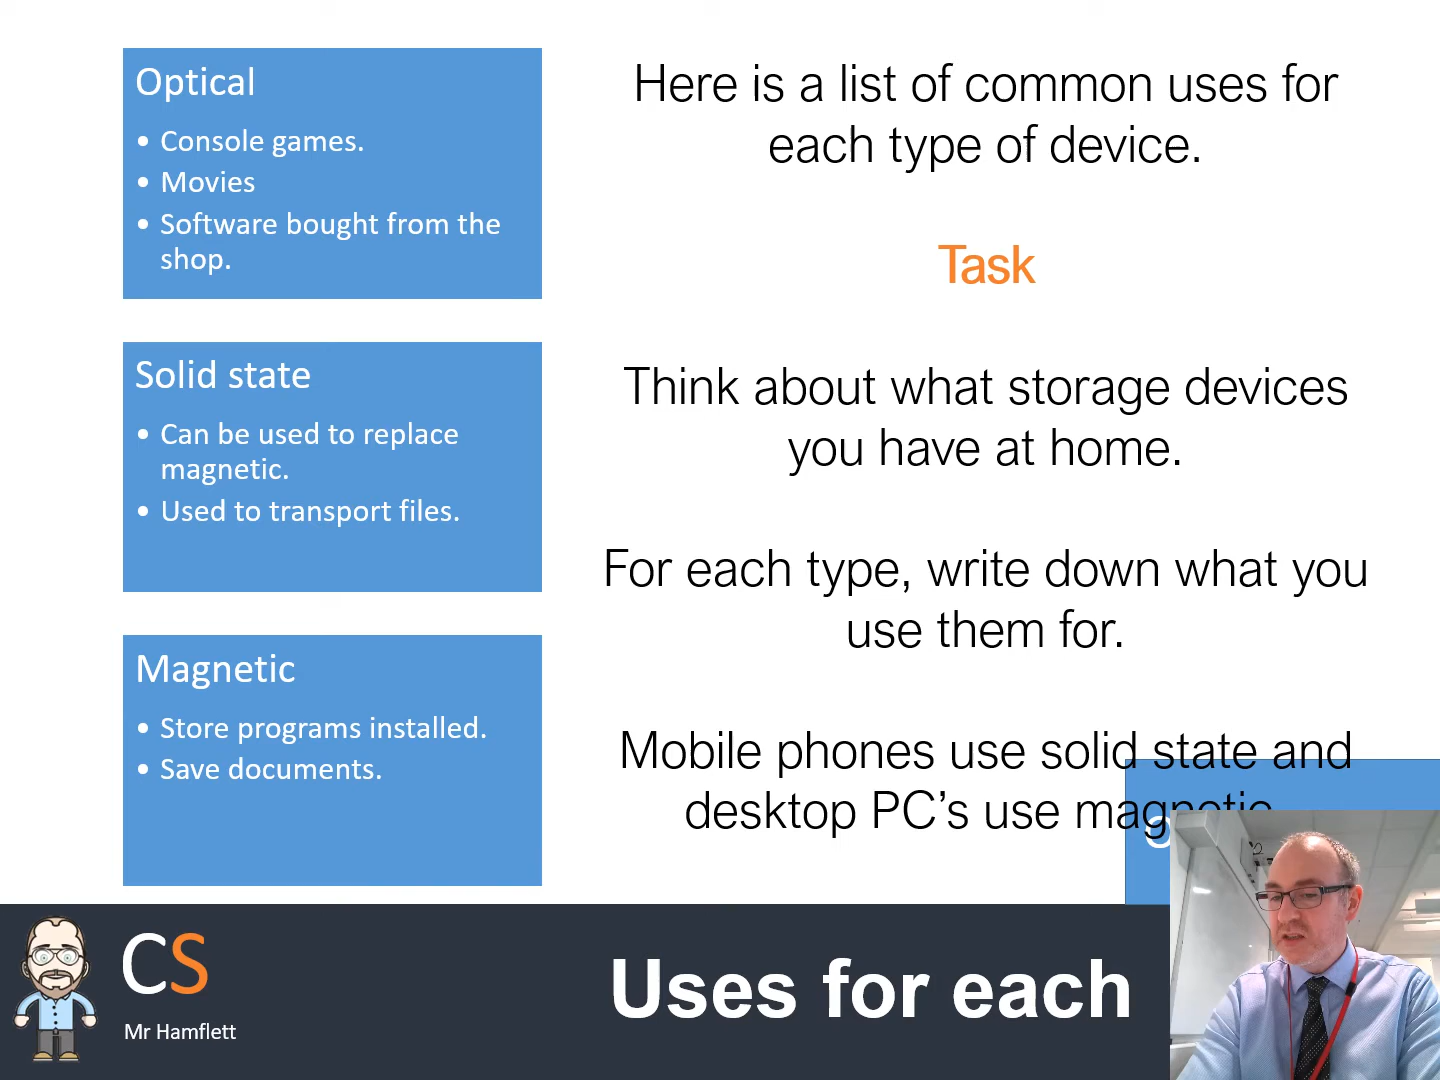 Optical
• Console games.
• Movies
• Software bought from the
shop.
Solid state
• Can be used to replace
magnetic.
• Used to transport files.
Magnetic
• Store programs installed.
• Save documents.
Here is a list of common uses for
each type of device.
Task
Think about what storage devices
you have at home.
For each type, write down what you
use them for.
Mobile phones use solid state and
desktop PC’s use magnetic
CS
Mr Hamflett
Uses for each